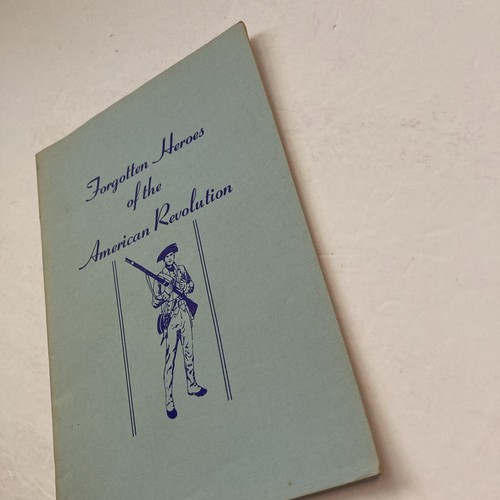 Forgotten Heroes
of the
American Revolution